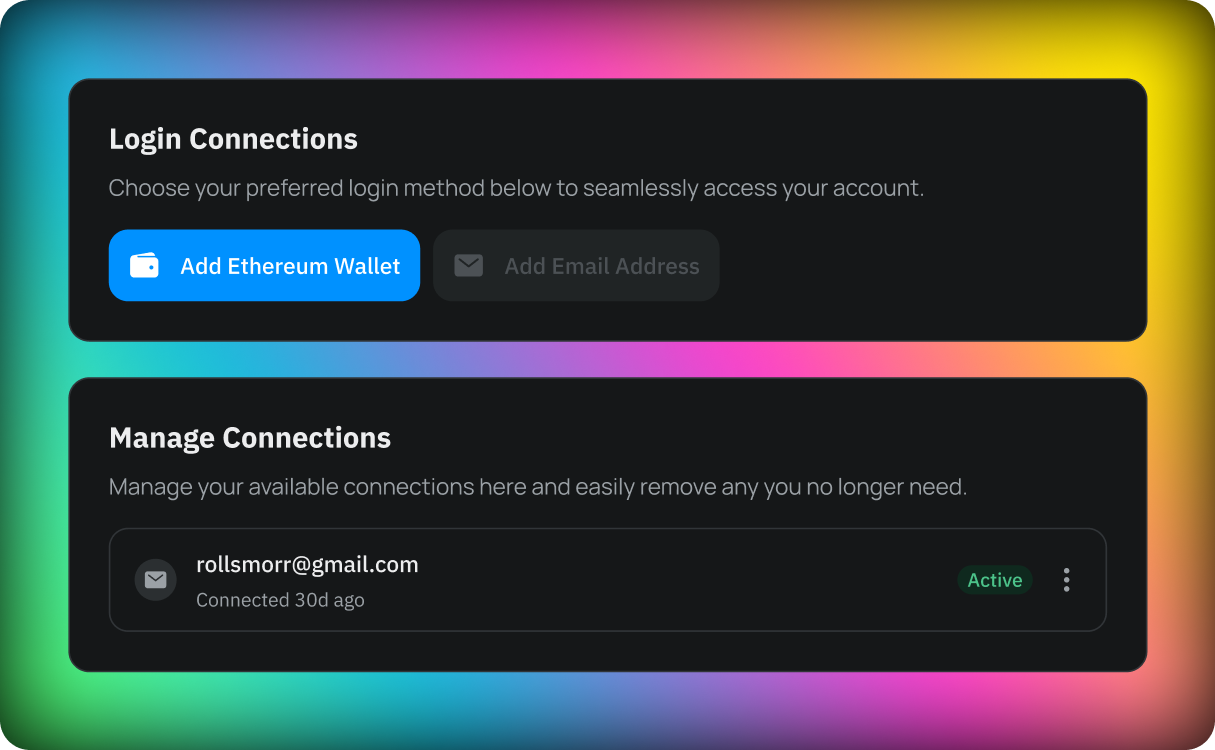 Login Connections
Choose your preferred login method below to seamlessly access your account.
Add Ethereum Wallet
Add Email Address
Manage Connections
Manage your available connections here and easily remove any you no longer need.
rollsmorr@gmail.com
Connected 30d ago
Active